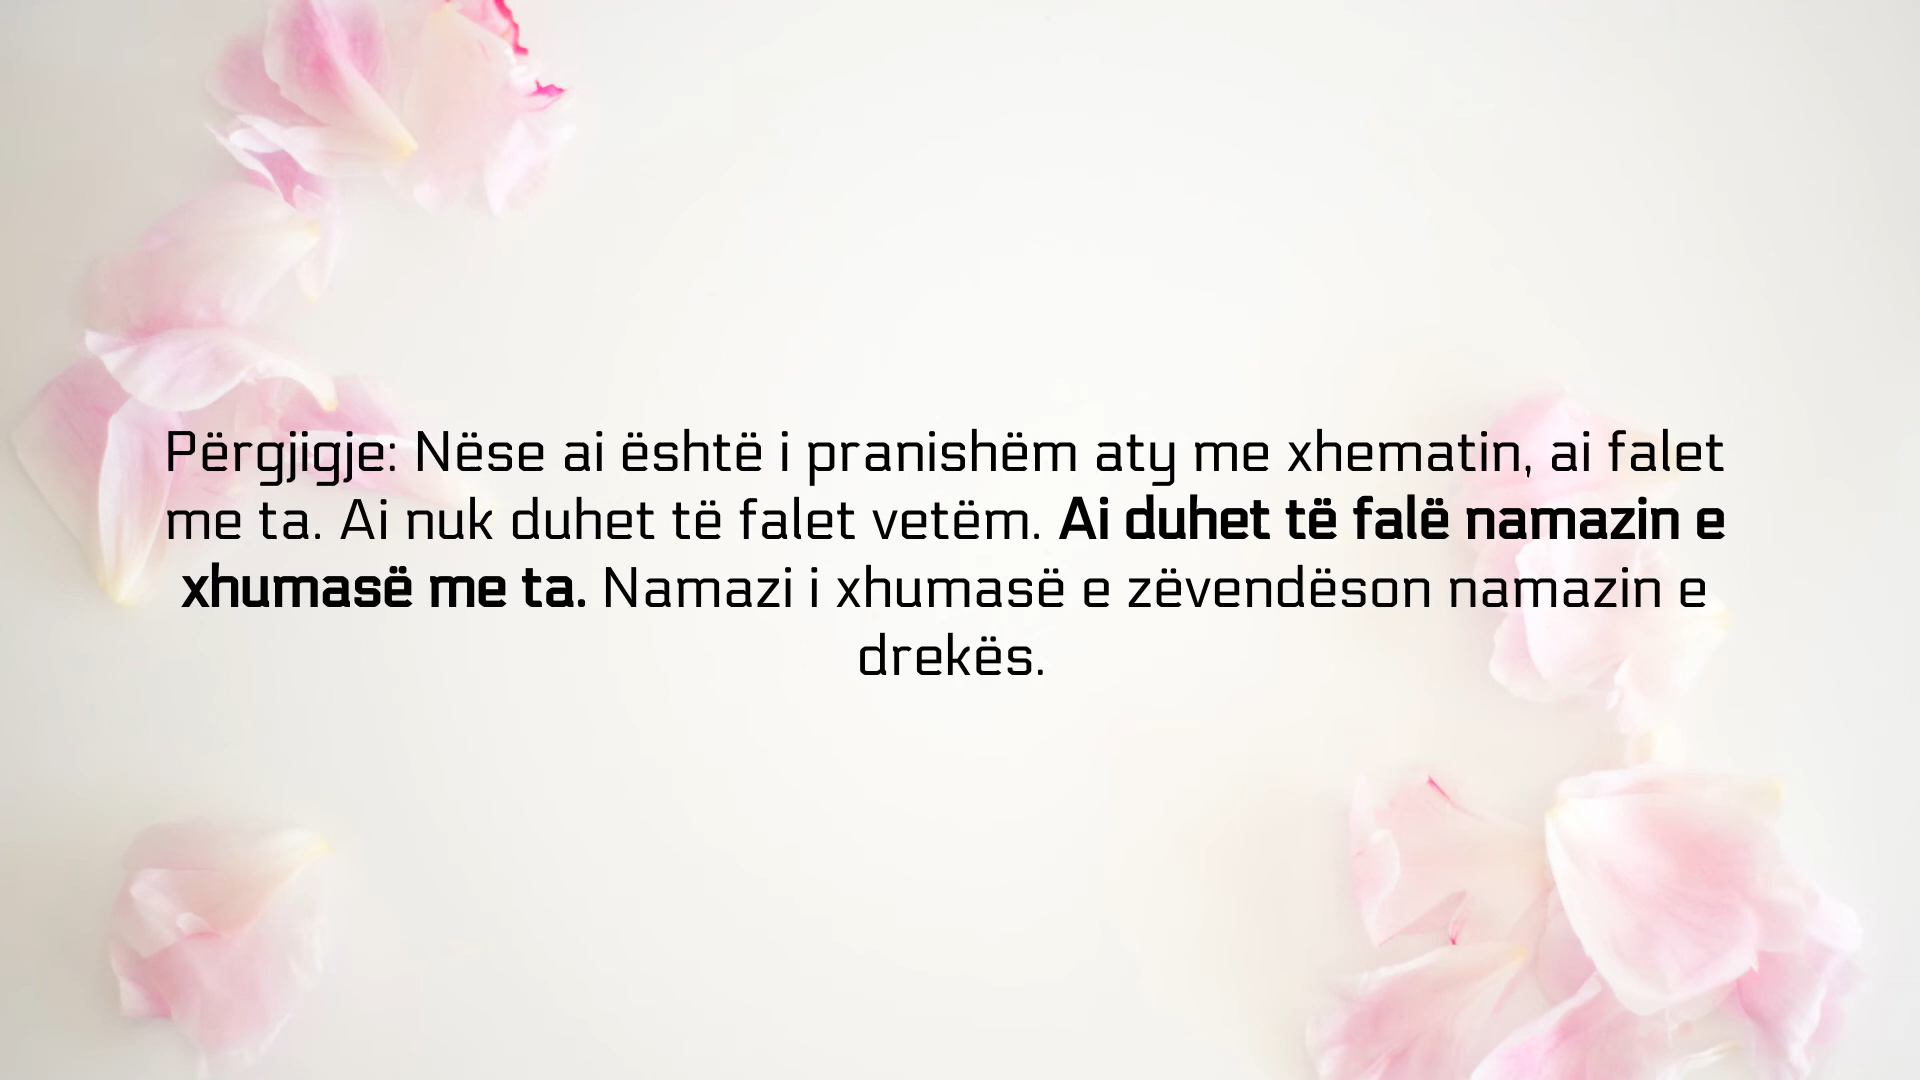 Përgjigje: Nëse ai është i pranishëm aty me xhematin, ai falet
me ta. Ai nuk duhet të falet vetëm. Ai duhet të falë namazin e
xhumasë me ta. Namazi i xhumasë e zëvendëson namazin e
drekës.